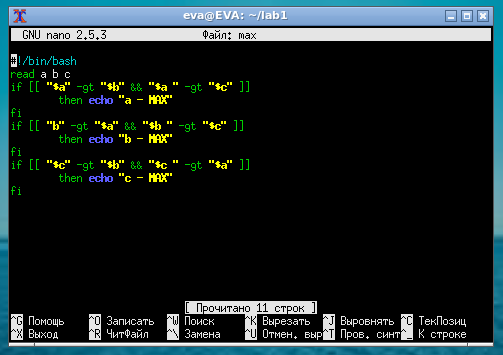 eva@EVA: ~/lab1
GNU nano 2.5.3 Файл: max
#!/bin/bash
read a b c
if [[ "$a" -gt "$b" && "$a " -gt "$c" ]]
then echo "a - MAX"
fi
if [[ "b" -gt "$a" && "$b " -gt "$c" ]]
then echo "b - MAX"
fi
if [[ "$c" -gt "$b" && "$c " -gt "$a" ]]
then echo "c - MAX"
fi
[ Прочитано 11 строк ]
^G Помощь ^O Записать ^W Поиск ^K Вырезать ^J Выровнять ^C ТекПозиц
^X Выход ^R ЧитФайл ^\ Замена ^U Отмен. выр ^T Пров. синт ^_ К строке